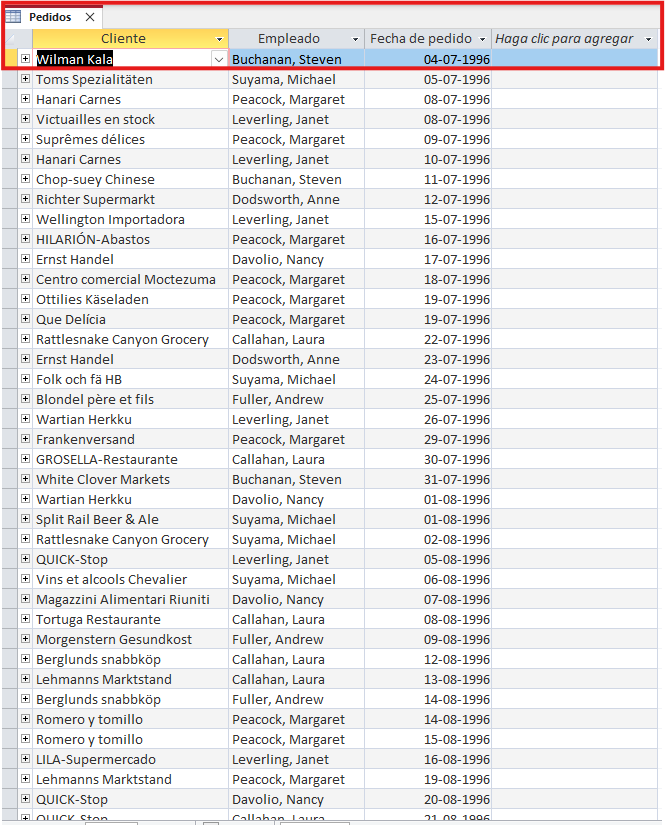 Pedidos
Cliente Empleado Fecha de pedido Haga clic para agregar
Wilman Kala Buchanan, Steven 04-07-1996
Toms Spezialitäten Suyama, Michael 05-07-1996
Hanari Carnes Peacock, Margaret 08-07-1996
Victuailles en stock Leverling, Janet 08-07-1996
Suprêmes délices Peacock, Margaret 09-07-1996
Hanari Carnes Leverling, Janet 10-07-1996
Chop-suey Chinese Buchanan, Steven 11-07-1996
Richter Supermarkt Dodsworth, Anne 12-07-1996
Wellington Importadora Leverling, Janet 15-07-1996
HILARIÓN-Abastos Peacock, Margaret 16-07-1996
Ernst Handel Davolio, Nancy 17-07-1996
Centro comercial Moctezuma Peacock, Margaret 18-07-1996
Ottilies Käseladen Peacock, Margaret 19-07-1996
Que Delícia Peacock, Margaret 19-07-1996
Rattlesnake Canyon Grocery Callahan, Laura 22-07-1996
Ernst Handel Dodsworth, Anne 23-07-1996
Folk och fä HB Suyama, Michael 24-07-1996
Blondel père et fils Fuller, Andrew 25-07-1996
Wartian Herkku Leverling, Janet 26-07-1996
Frankenversand Peacock, Margaret 29-07-1996
GROSELLA-Restaurante Callahan, Laura 30-07-1996
White Clover Markets Buchanan, Steven 31-07-1996
Wartian Herkku Davolio, Nancy 01-08-1996
Split Rail Beer & Ale Suyama, Michael 01-08-1996
Rattlesnake Canyon Grocery Suyama, Michael 02-08-1996
QUICK-Stop Leverling, Janet 05-08-1996
Vins et alcools Chevalier Suyama, Michael 06-08-1996
Magazzini Alimentari Riuniti Davolio, Nancy 07-08-1996
Tortuga Restaurante Callahan, Laura 08-08-1996
Morgenstern Gesundkost Fuller, Andrew 09-08-1996
Berglunds snabbköp Callahan, Laura 12-08-1996
Lehmanns Marktstand Callahan, Laura 13-08-1996
Berglunds snabbköp Fuller, Andrew 14-08-1996
Romero y tomillo Peacock, Margaret 14-08-1996
Romero y tomillo Peacock, Margaret 15-08-1996
LILA-Supermercado Leverling, Janet 16-08-1996
Lehmanns Marktstand Peacock, Margaret 19-08-1996
QUICK-Stop Davolio, Nancy 20-08-1996
QUICK-Stop Callahan, Laura 21-08-1996